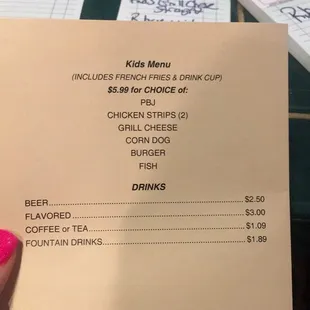 Kids Menu
(INCLUDES FRENCH FRIES & DRINK CUP)
$5.99 for CHOICE of:
PBJ
CHICKEN STRIPS (2)
GRILL CHEESE
CORN DOG
BURGER
FISH
DRINKS
BEER $2.50
FLAVORED $3.00
COFFEE or TEA $1.09
FOUNTAIN DRINKS $1.89